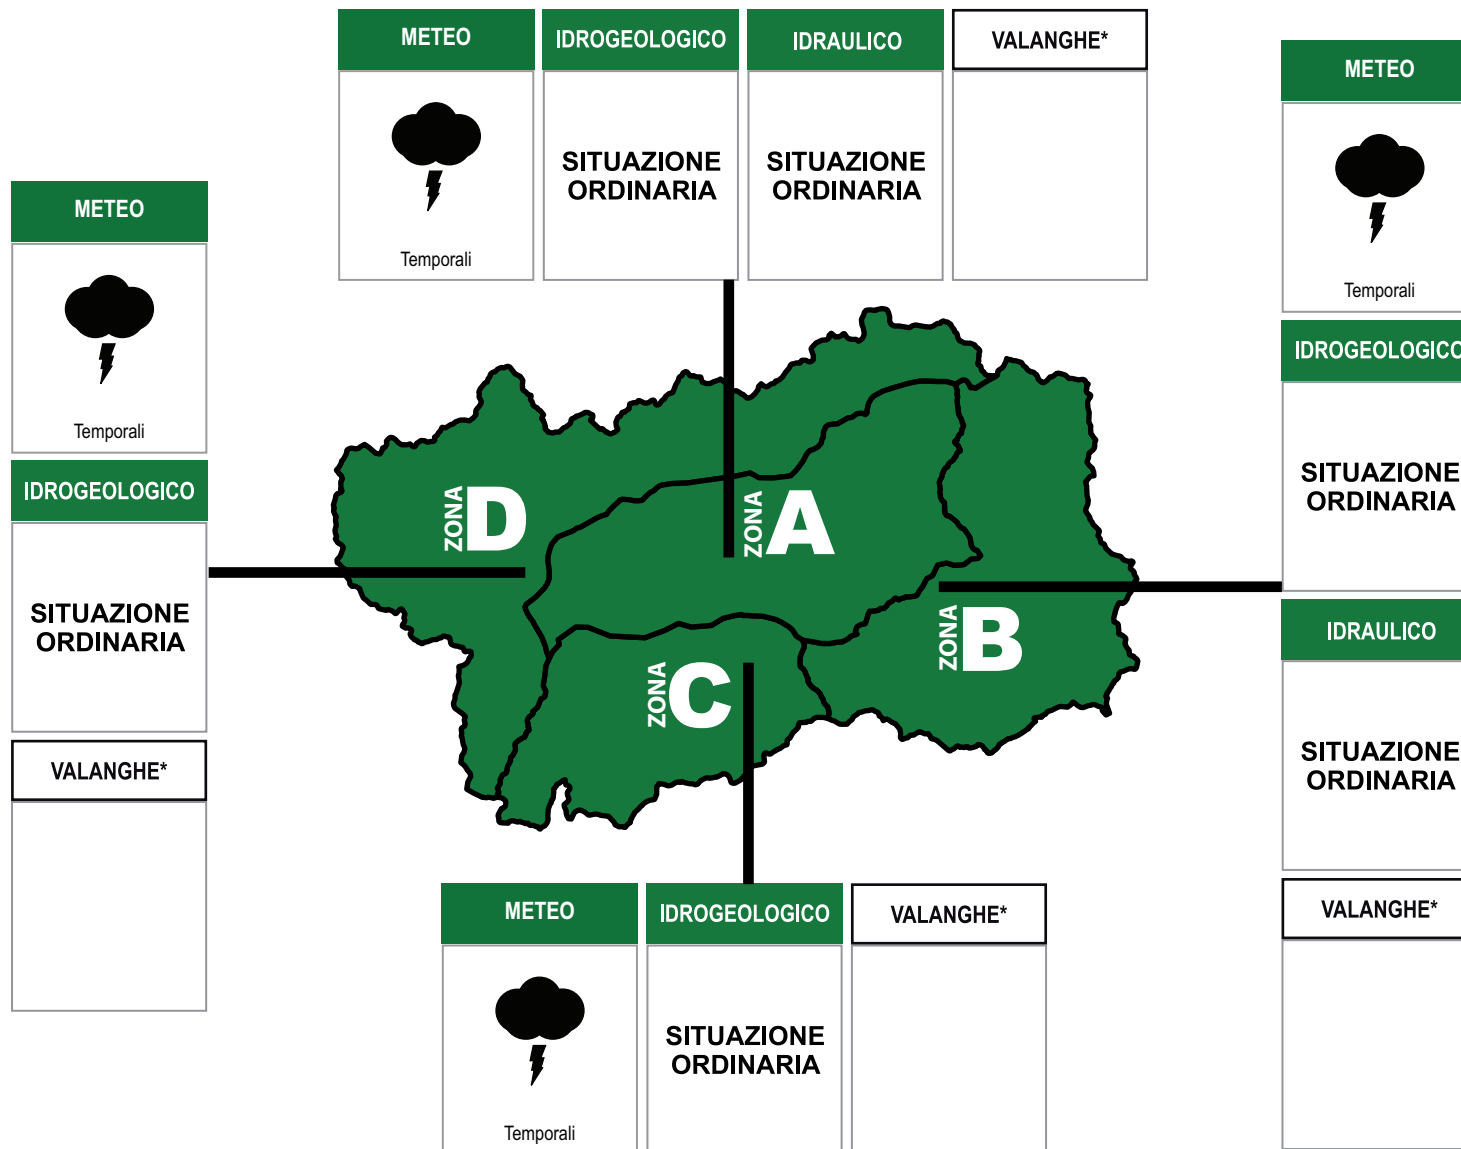 METEO
IDROGEOLOGICO
IDRAULICO
VALANGHE*
Temporali
SITUAZIONE
ORDINARIA
SITUAZIONE
ORDINARIA
METEO
Temporali
IDROGEOLOGICO
SITUAZIONE
ORDINARIA
VALANGHE*
METEO
Temporali
IDROGEOLOGICO
SITUAZIONE
ORDINARIA
IDRAULICO
SITUAZIONE
ORDINARIA
VALANGHE*
ZONA D
ZONA A
ZONA B
ZONA C
METEO
IDROGEOLOGICO
VALANGHE*
Temporali
SITUAZIONE
ORDINARIA